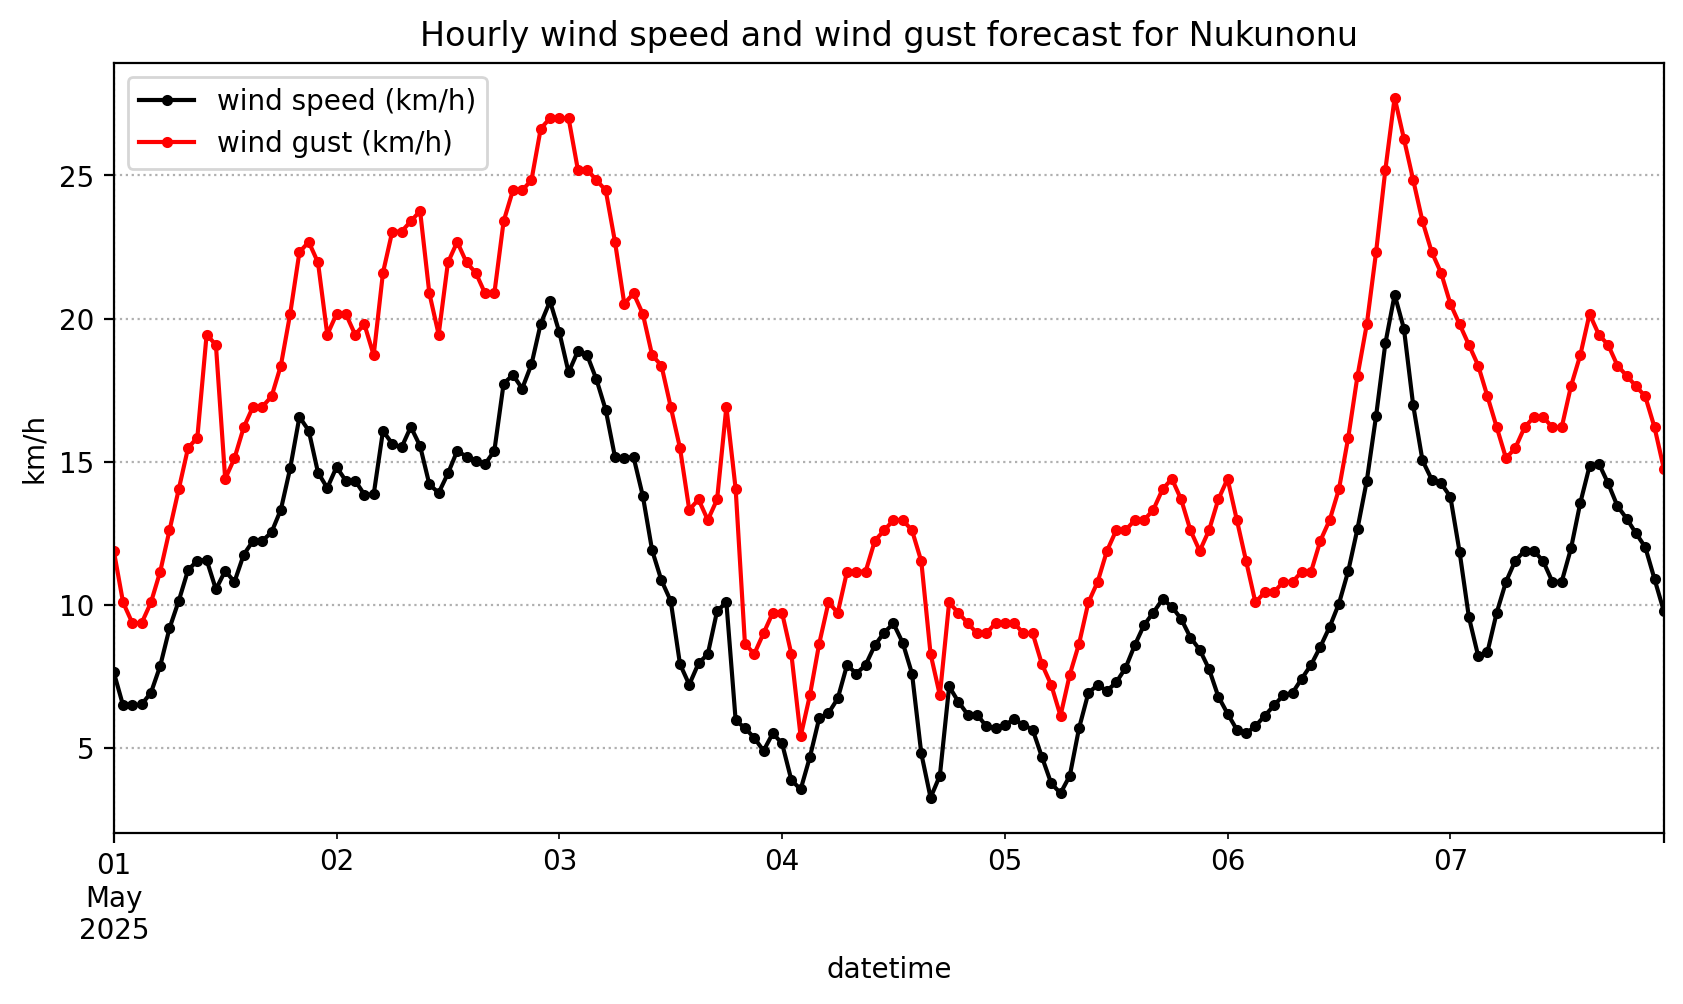 Hourly wind speed and wind gust forecast for Nukunonu
wind speed (km/h)
wind gust (km/h)
km/h
25
20
15
10
5
01
May
2025
02
03
04
05
06
07
datetime